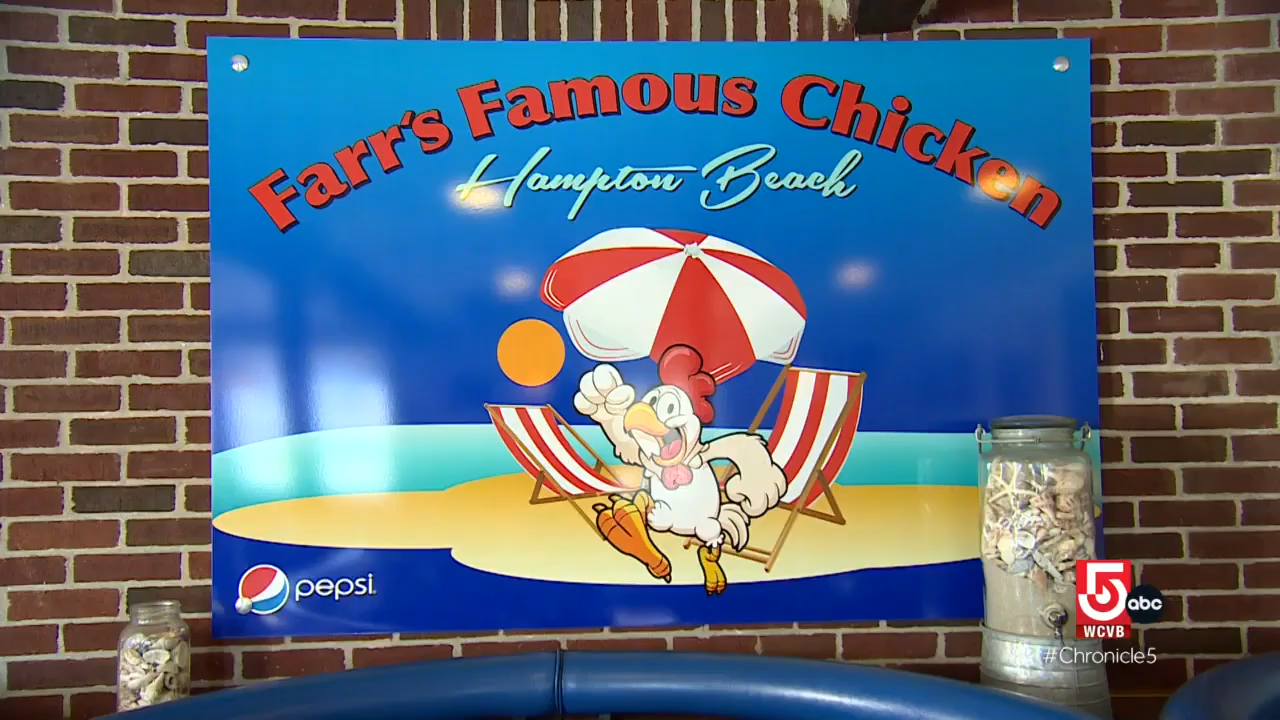 Farr's Famous Chicken
Hampton Beach
pepsi
5 abc
WCVB
#Chronicle5